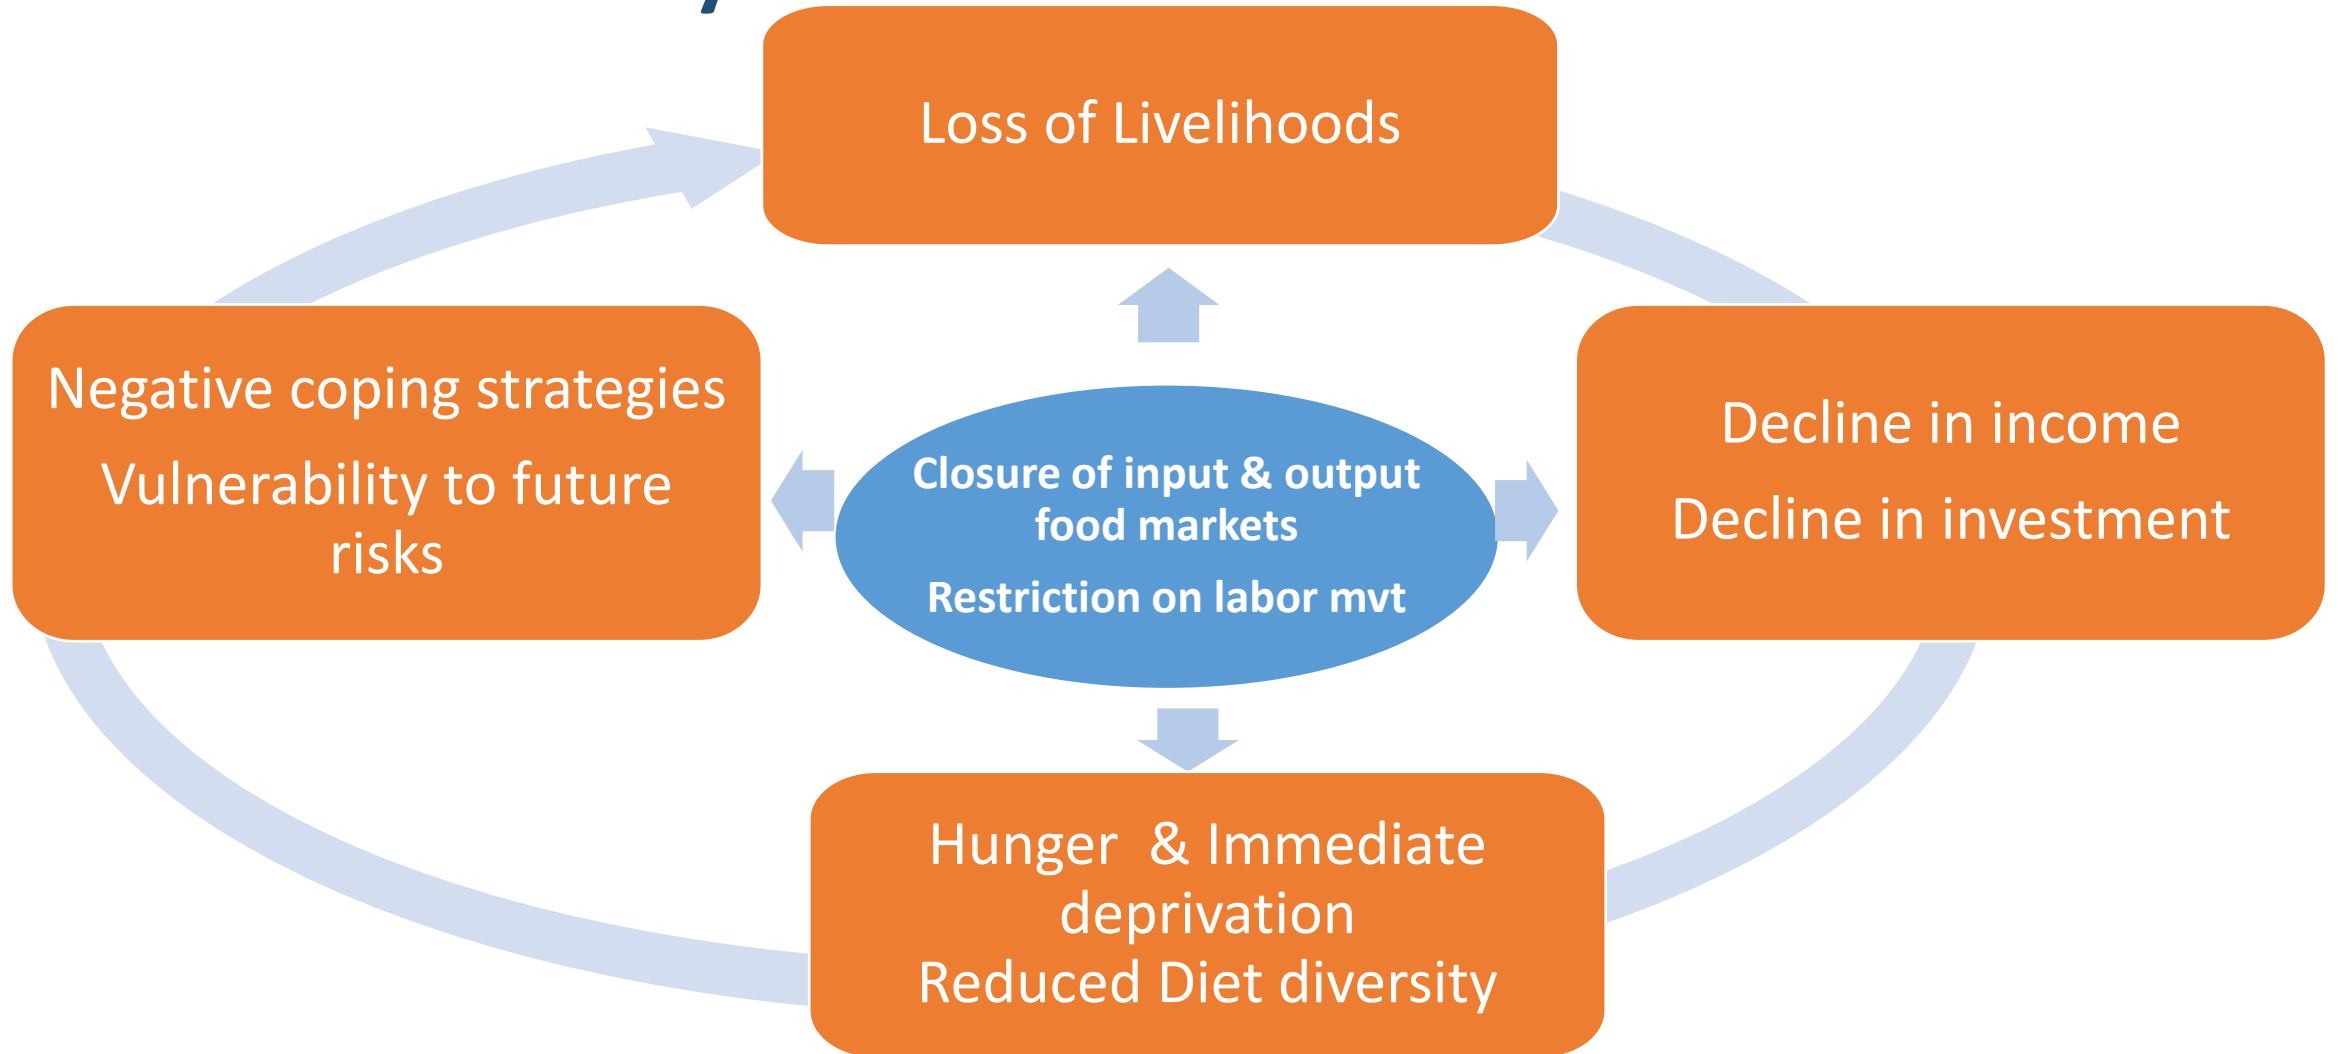 Loss of Livelihoods
Negative coping strategies
Vulnerability to future
risks
Closure of input & output
food markets
Restriction on labor mvt
Decline in income
Decline in investment
Hunger & Immediate
deprivation
Reduced Diet diversity